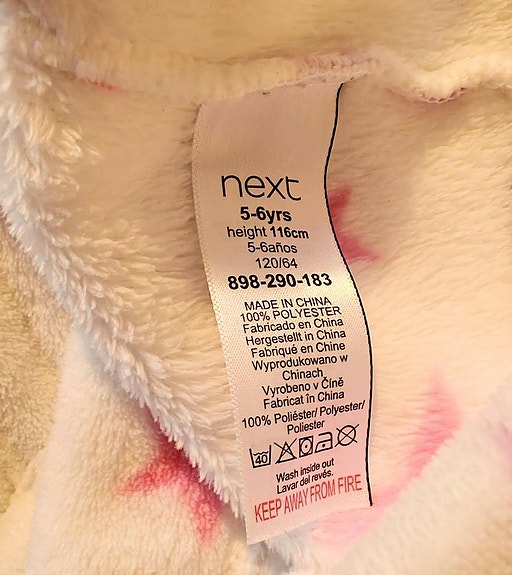 next
5-6yrs
height 116cm
5-6años
120/64
898-290-183
MADE IN CHINA
100% POLYESTER
Fabricado en China
Hergestellt in China
Fabriqué en Chine
Wyprodukowano w
Chinach
Vyrobeno v Číně
Fabricat în China
100% Poliéster/ Polyester/
Poliester
40
Wash inside out
Lavar del revés.
KEEP AWAY FROM FIRE